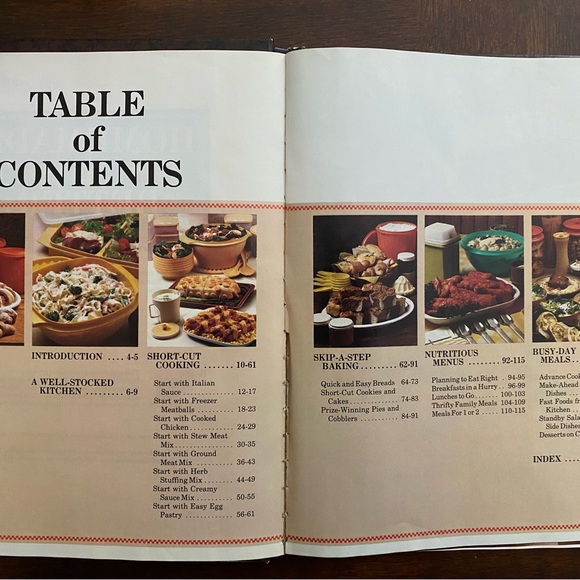 TABLE
of
CONTENTS
INTRODUCTION .... 4-5
A WELL-STOCKED
KITCHEN ......... 6-9
SHORT-CUT
COOKING ........ 10-61
Start with Italian
Sauce ............ 12-17
Start with Freezer
Meatballs ........ 18-23
Start with Cooked
Chicken .......... 24-29
Start with Stew Meat
Mix .............. 30-35
Start with Ground
Meat Mix ......... 36-43
Start with Herb
Stuffing Mix ..... 44-49
Start with Creamy
Sauce Mix ........ 50-55
Start with Easy Egg
Pastry ........... 56-61
SKIP-A-STEP
BAKING .......... 62-91
Quick and Easy Breads 64-73
Short-Cut Cookies and
Cakes .............. 74-83
Prize-Winning Pies and
Cobblers ........... 84-91
NUTRITIOUS
MENUS ....... 92-115
Planning to Eat Right . 94-95
Breakfasts in a Hurry .. 96-99
Lunches to Go ....... 100-103
Thrifty Family Meals 104-109
Meals For 1 or 2 .... 110-115
BUSY-DAY
MEALS ...
Advance Cook
Make-Ahead
Dishes ...
Fast Foods f
Kitchen ...
Standby Sala
Side Dishes
Desserts on C
INDEX ....